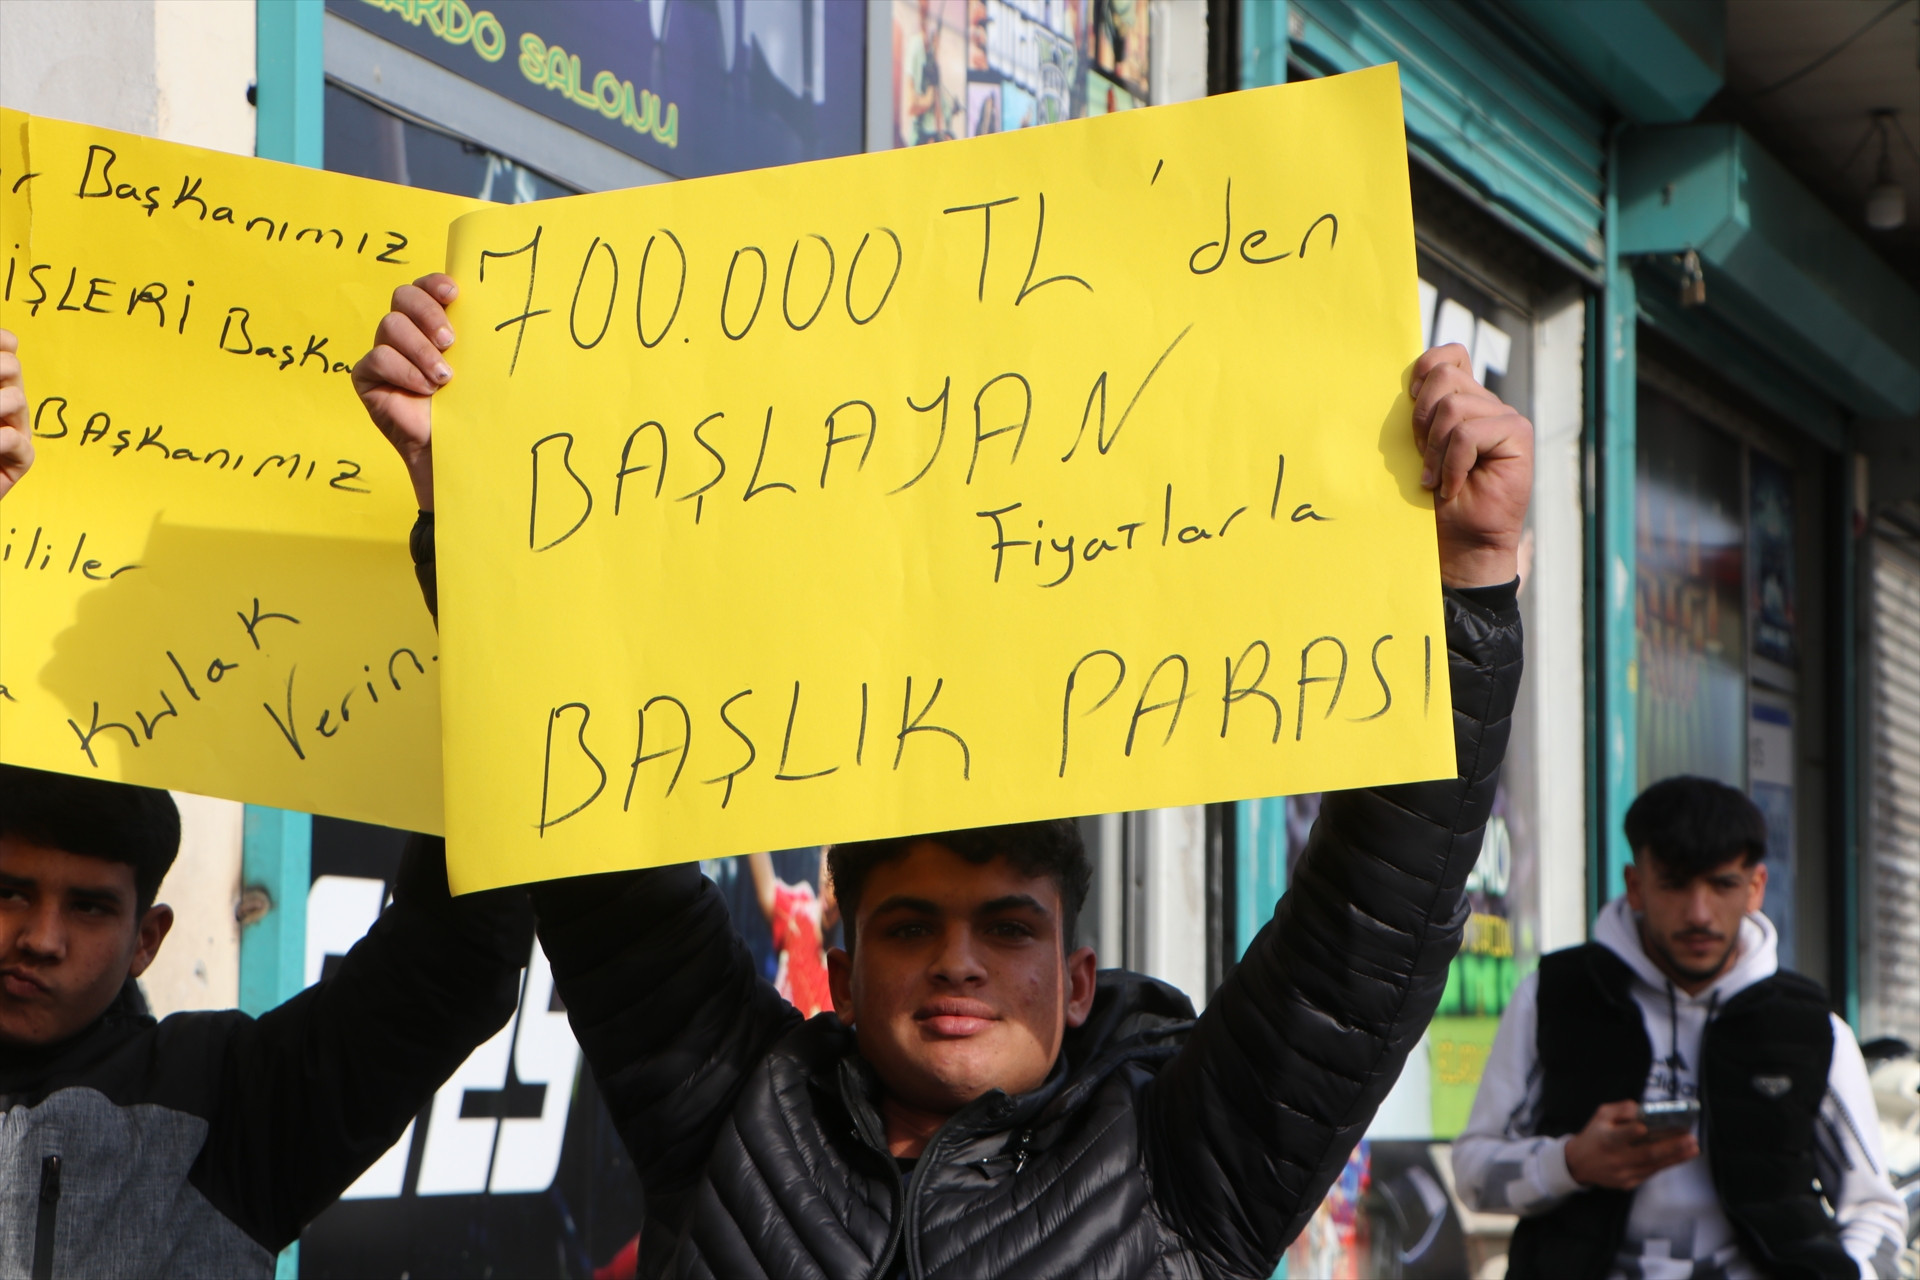 SALONU
Başkanımız
İŞLERİ Başka
BAŞkanımız
ililer
Kulak
Verin.
700.000 TL'den
BAŞLAYAN
Fiyatlarla
BAŞLIK PARASI